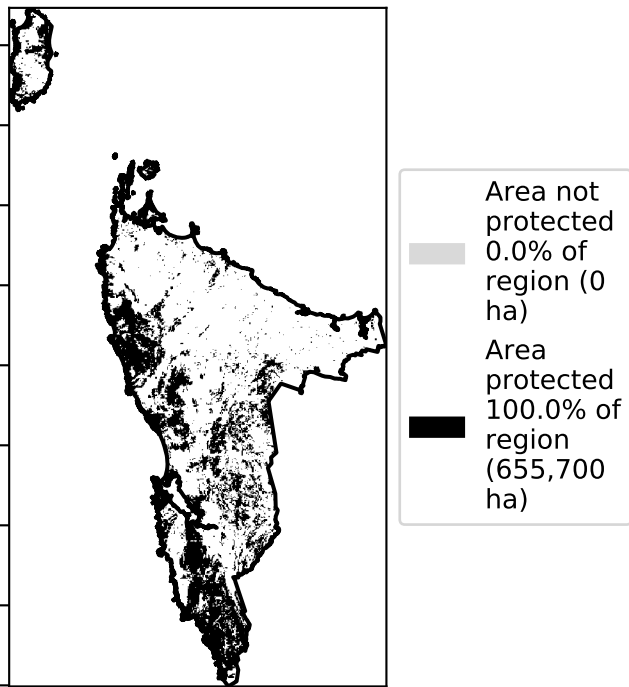 Area not
protected
0.0% of
region (0
ha)
Area
protected
100.0% of
region
(655,700
ha)